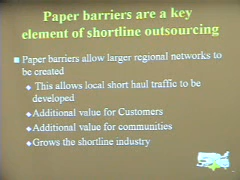 Paper barriers are a key
element of shortline outsourcing
Paper barriers allow larger regional networks to
be created
This allows local short haul traffic to be
developed
Additional value for Customers
Additional value for communities
Grows the shortline industry